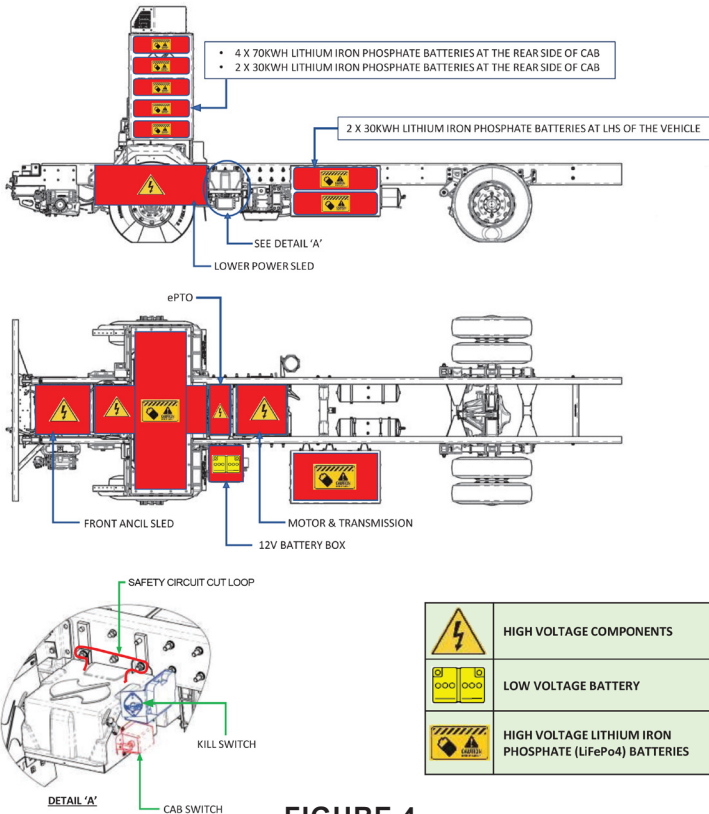 • 4 X 70KWH LITHIUM IRON PHOSPHATE BATTERIES AT THE REAR SIDE OF CAB
• 2 X 30KWH LITHIUM IRON PHOSPHATE BATTERIES AT THE REAR SIDE OF CAB
2 X 30KWH LITHIUM IRON PHOSPHATE BATTERIES AT LHS OF THE VEHICLE
SEE DETAIL ‘A’
LOWER POWER SLED
ePTO
FRONT ANCIL SLED
MOTOR & TRANSMISSION
12V BATTERY BOX
SAFETY CIRCUIT CUT LOOP
KILL SWITCH
CAB SWITCH
DETAIL ‘A’
HIGH VOLTAGE COMPONENTS
LOW VOLTAGE BATTERY
CAUTION
HIGH VOLTAGE LITHIUM IRON
PHOSPHATE (LiFePo4) BATTERIES
FIGURE 4